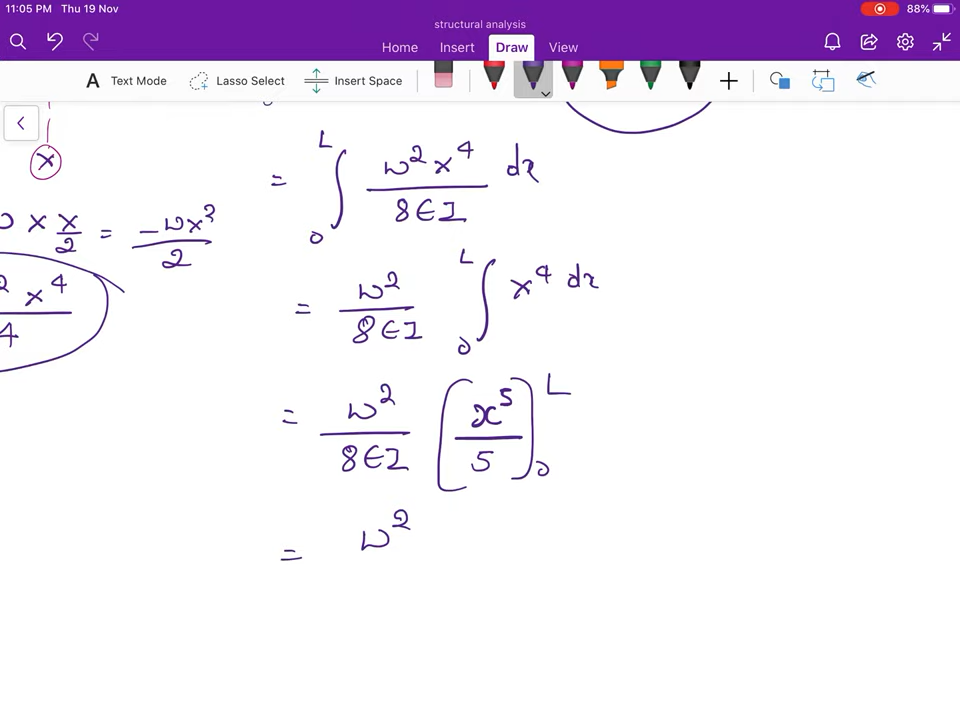 11:05 PM Thu 19 Nov 88%
structural analysis
Home Insert Draw View
A Text Mode Lasso Select Insert Space
x
= ∫₀ᴸ w²x⁴/8EI dx
x x/2 = -wx²/2
= w²/8EI ∫₀ᴸ x⁴ dx
² x⁴/4
= w²/8EI [x⁵/5]₀ᴸ
= w²